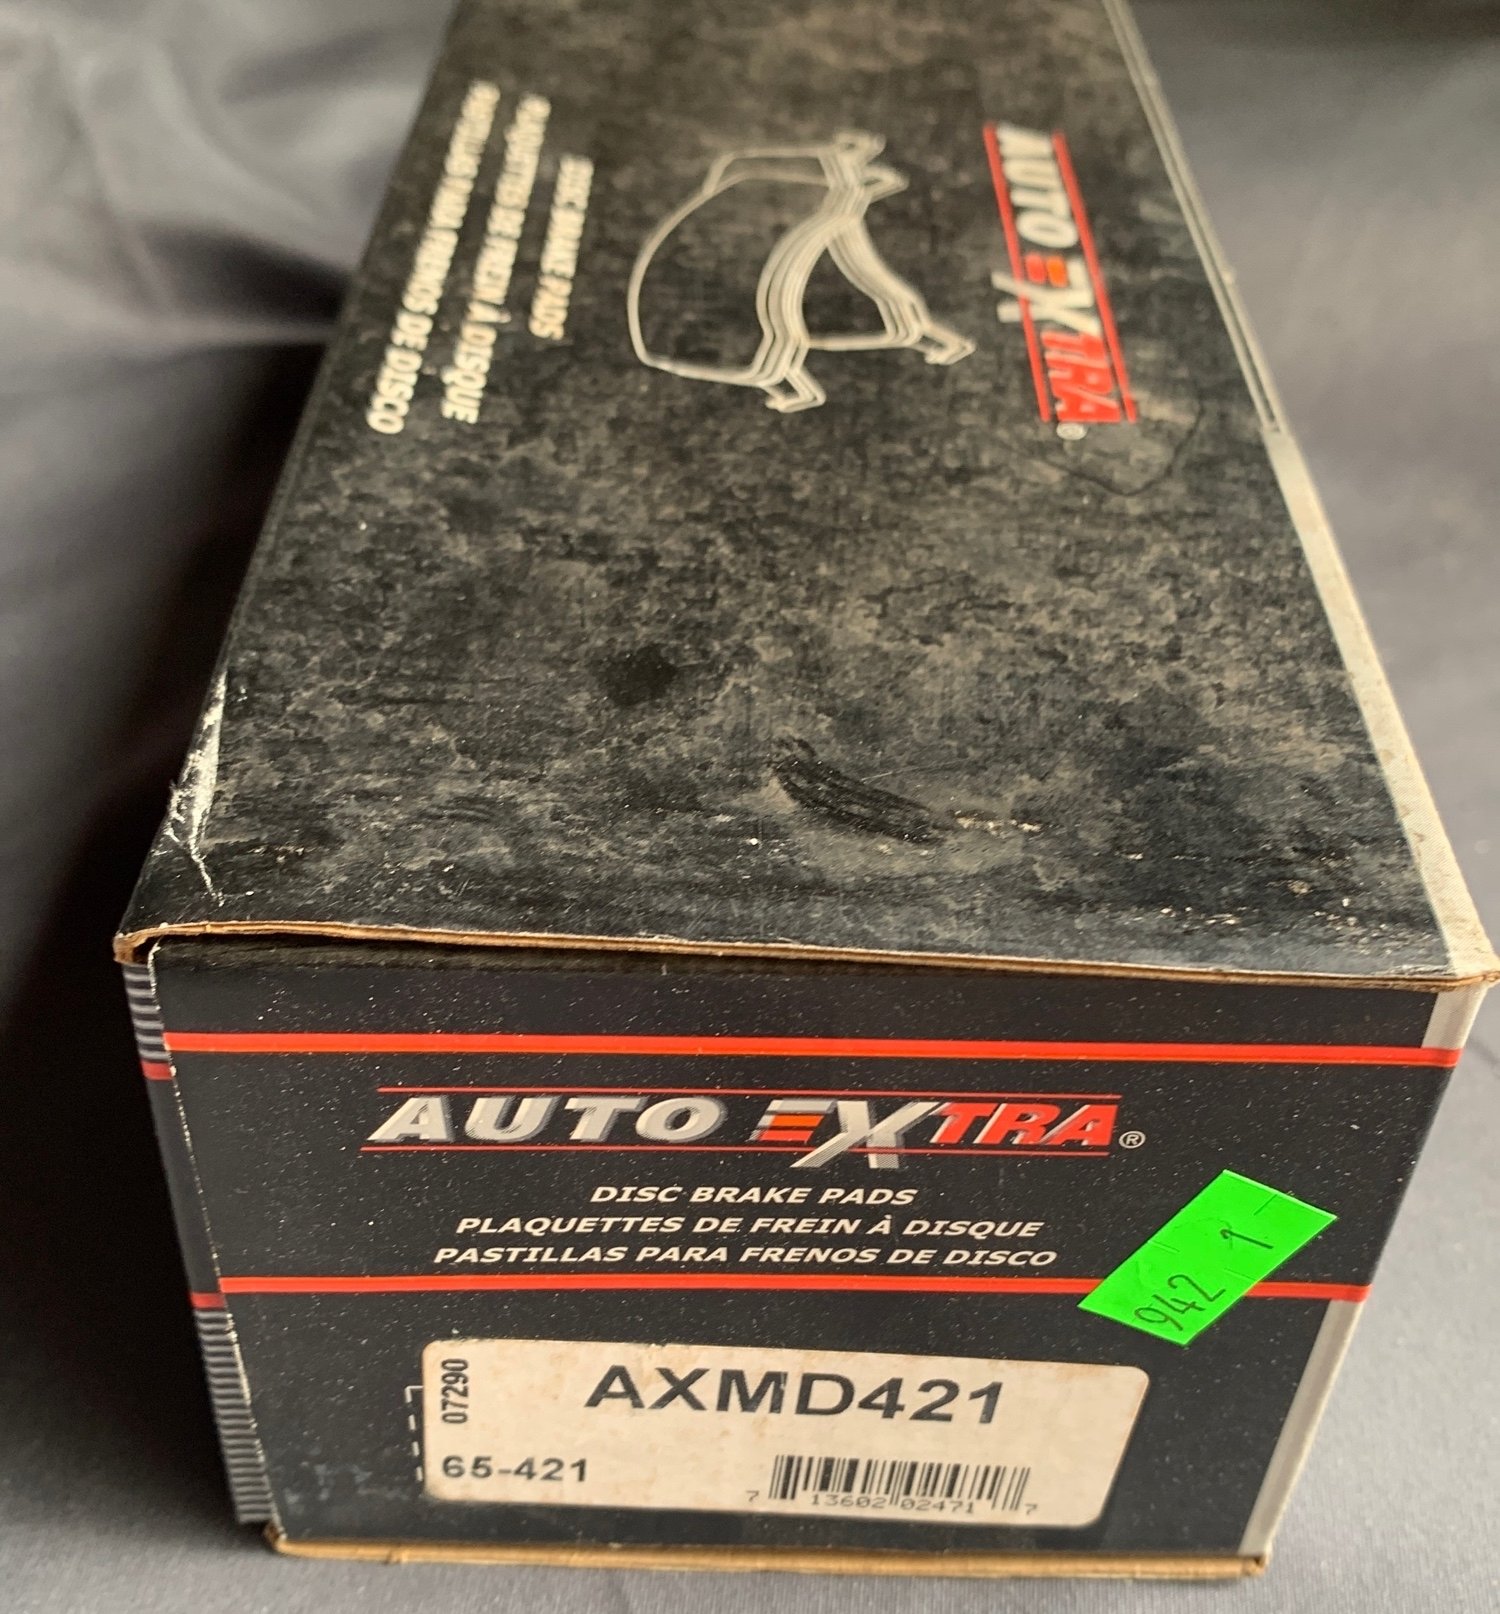 AUTO EXTRA®
DISC BRAKE PADS
PLAQUETTES DE FREIN À DISQUE
PASTILLAS PARA FRENOS DE DISCO
AUTO EXTRA®
DISC BRAKE PADS
PLAQUETTES DE FREIN À DISQUE
PASTILLAS PARA FRENOS DE DISCO
942 1
07290
AXMD421
65-421
7 13602 02471 7